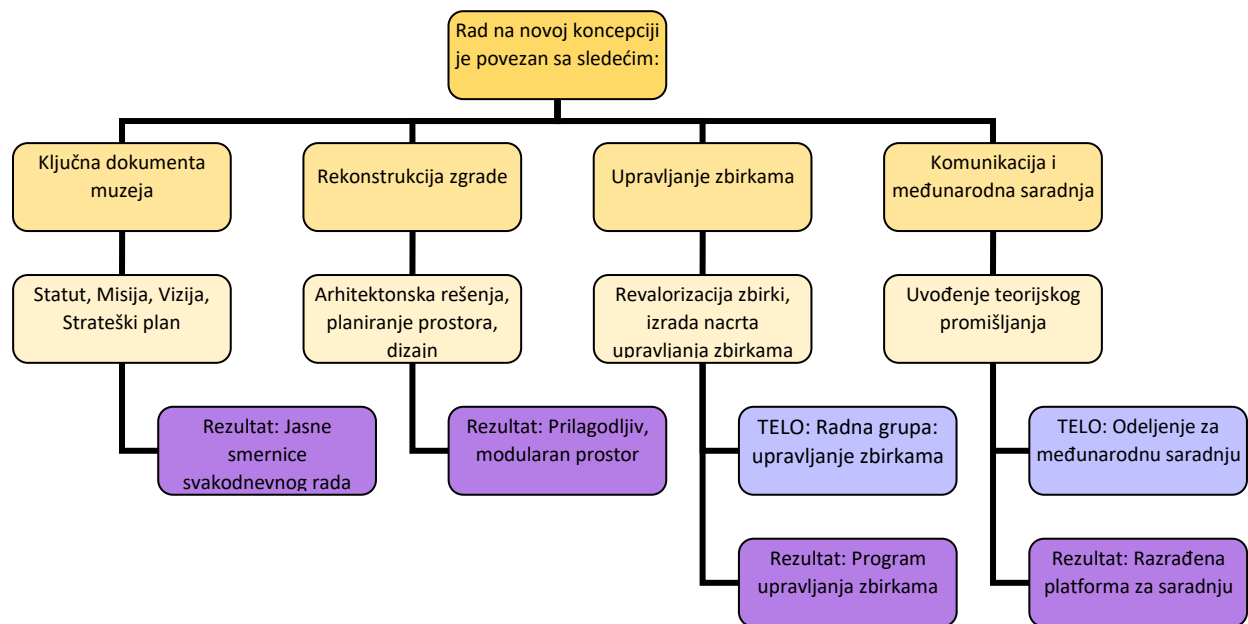 Rad na novoj koncepciji
je povezan sa sledećim:
Ključna dokumenta
muzeja
Rekonstrukcija zgrade
Upravljanje zbirkama
Komunikacija i
međunarodna saradnja
Statut, Misija, Vizija,
Strateški plan
Arhitektonska rešenja,
planiranje prostora,
dizajn
Revalorizacija zbirki,
izrada nacrta
upravljanja zbirkama
Uvođenje teorijskog
promišljanja
Rezultat: Jasne
smernice
svakodnevnog rada
Rezultat: Prilagodljiv,
modularan prostor
TELO: Radna grupa:
upravljanje zbirkama
TELO: Odeljenje za
međunarodnu saradnju
Rezultat: Program
upravljanja zbirkama
Rezultat: Razrađena
platforma za saradnju